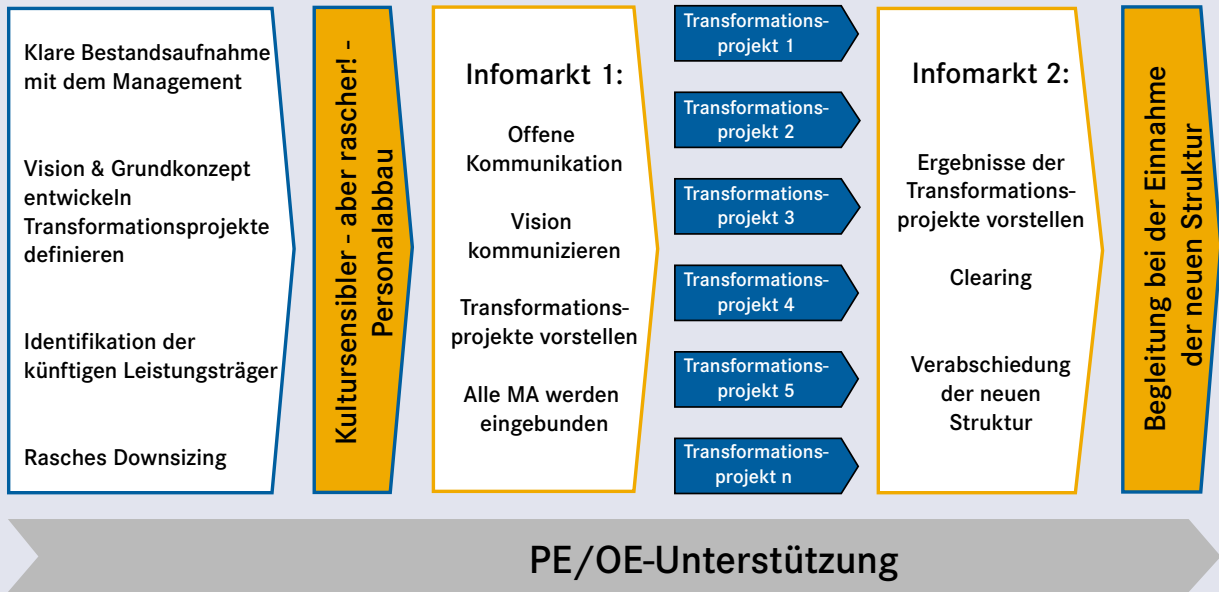 Klare Bestandsaufnahme
mit dem Management
Vision & Grundkonzept
entwickeln
Transformationsprojekte
definieren
Identifikation der
künftigen Leistungsträger
Rasches Downsizing
Kultursensibler - aber rascher! -
Personalabbau
Infomarkt 1:
Offene
Kommunikation
Vision
kommunizieren
Transformations-
projekte vorstellen
Alle MA werden
eingebunden
Transformations-
projekt 1
Transformations-
projekt 2
Transformations-
projekt 3
Transformations-
projekt 4
Transformations-
projekt 5
Transformations-
projekt n
Infomarkt 2:
Ergebnisse der
Transformations-
projekte vorstellen
Clearing
Verabschiedung
der neuen
Struktur
Begleitung bei der Einnahme
der neuen Struktur
PE/OE-Unterstützung